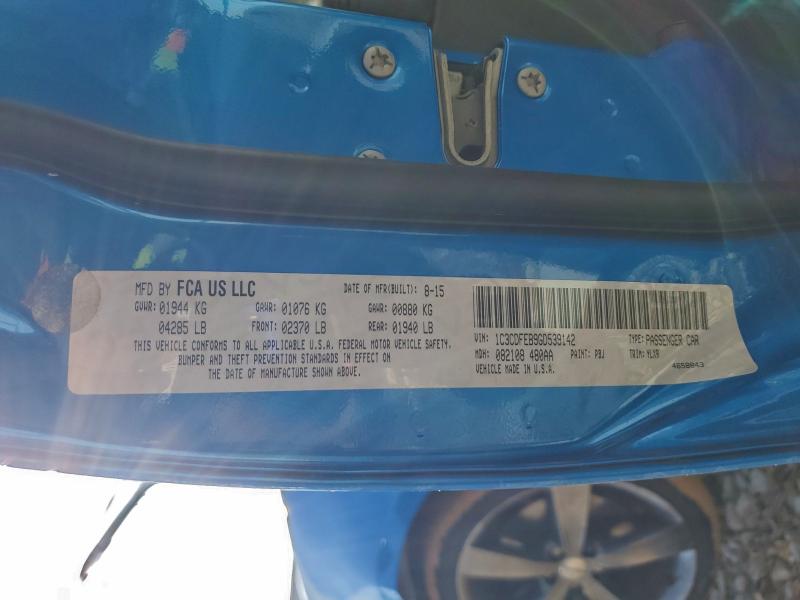 MFD BY FCA US LLC DATE OF MFR(BUILT): 8-15
GVWR: 01944 KG GAWR: 01076 KG GAWR: 00880 KG
04285 LB FRONT: 02370 LB REAR: 01940 LB
THIS VEHICLE CONFORMS TO ALL APPLICABLE U.S.A. FEDERAL MOTOR VEHICLE SAFETY,
BUMPER AND THEFT PREVENTION STANDARDS IN EFFECT ON
THE DATE OF MANUFACTURE SHOWN ABOVE.
VIN: 1C3CDFEB9GD539142 TYPE: PASSENGER CAR
MDH: 082108 480AA PAINT: PBJ TRIM: VLX9
VEHICLE MADE IN U.S.A. 4658843